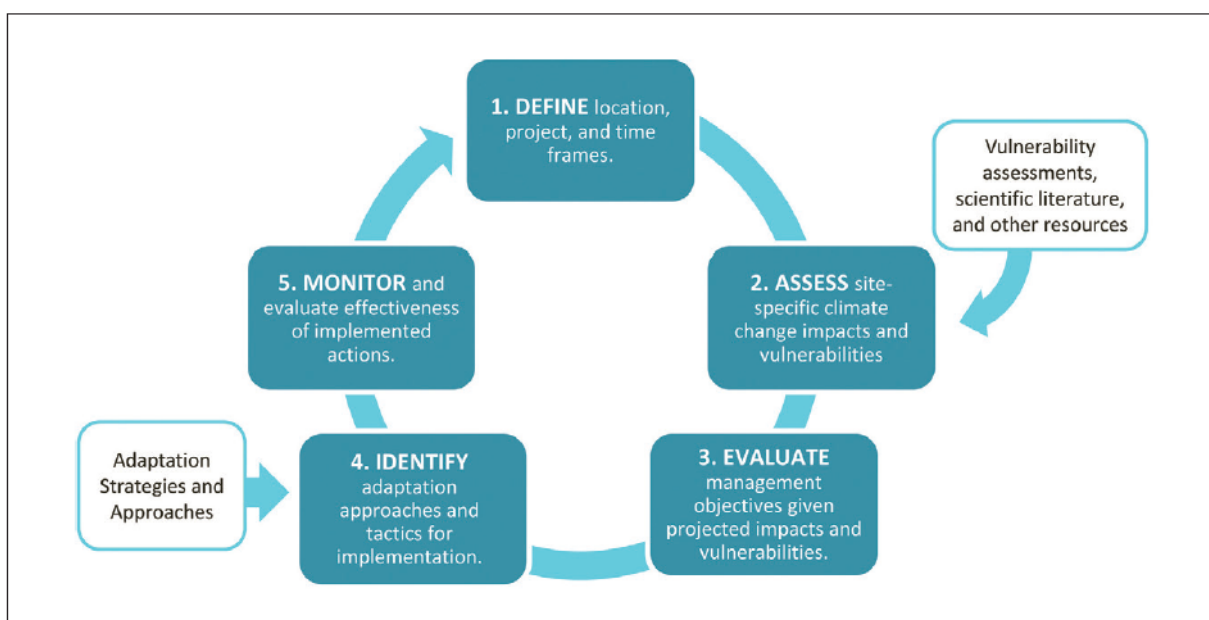 1. DEFINE location,
project, and time
frames.
Vulnerability
assessments,
scientific literature,
and other resources
2. ASSESS site-
specific climate
change impacts and
vulnerabilities
3. EVALUATE
management
objectives given
projected impacts and
vulnerabilities.
4. IDENTIFY
adaptation
approaches and
tactics for
implementation.
Adaptation
Strategies and
Approaches
5. MONITOR and
evaluate effectiveness
of implemented
actions.